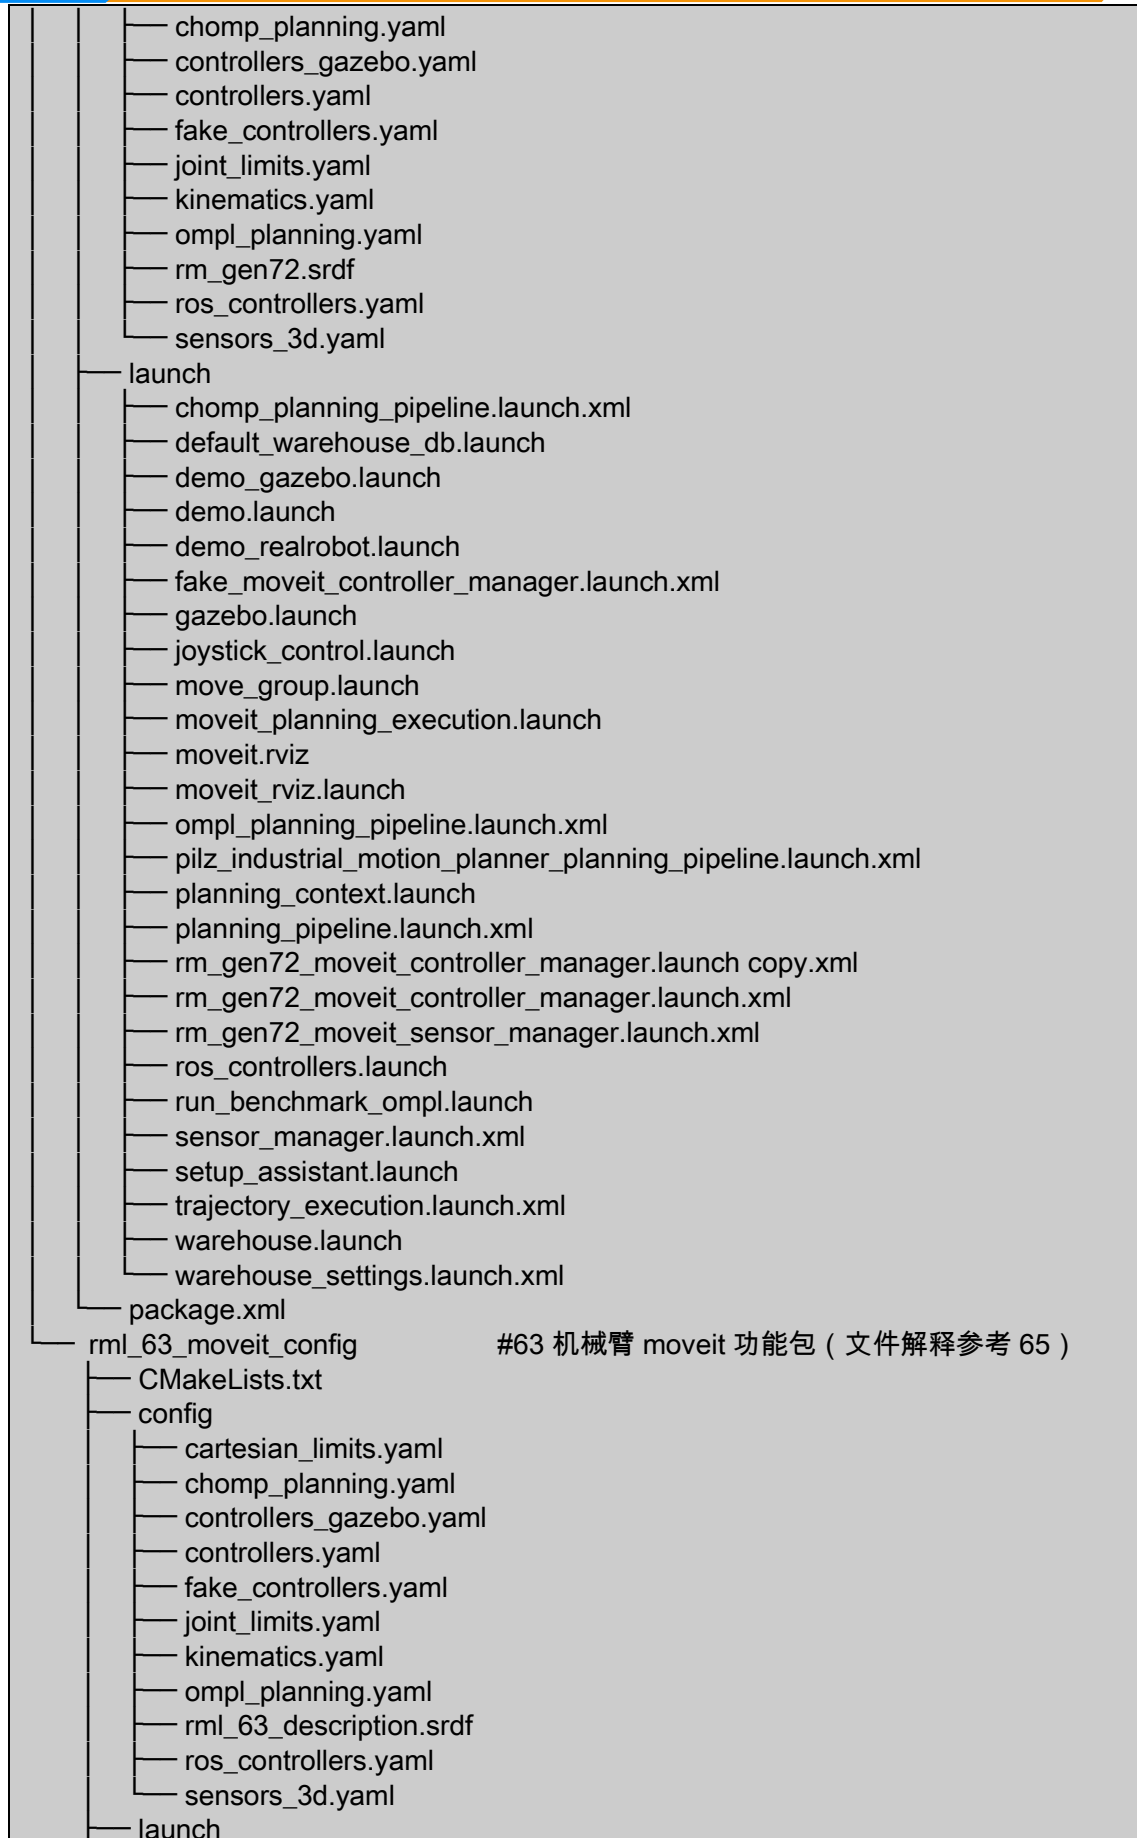 │   │   ├── chomp_planning.yaml
│   │   ├── controllers_gazebo.yaml
│   │   ├── controllers.yaml
│   │   ├── fake_controllers.yaml
│   │   ├── joint_limits.yaml
│   │   ├── kinematics.yaml
│   │   ├── ompl_planning.yaml
│   │   ├── rm_gen72.srdf
│   │   ├── ros_controllers.yaml
│   │   └── sensors_3d.yaml
│   ├── launch
│   │   ├── chomp_planning_pipeline.launch.xml
│   │   ├── default_warehouse_db.launch
│   │   ├── demo_gazebo.launch
│   │   ├── demo.launch
│   │   ├── demo_realrobot.launch
│   │   ├── fake_moveit_controller_manager.launch.xml
│   │   ├── gazebo.launch
│   │   ├── joystick_control.launch
│   │   ├── move_group.launch
│   │   ├── moveit_planning_execution.launch
│   │   ├── moveit.rviz
│   │   ├── moveit_rviz.launch
│   │   ├── ompl_planning_pipeline.launch.xml
│   │   ├── pilz_industrial_motion_planner_planning_pipeline.launch.xml
│   │   ├── planning_context.launch
│   │   ├── planning_pipeline.launch.xml
│   │   ├── rm_gen72_moveit_controller_manager.launch copy.xml
│   │   ├── rm_gen72_moveit_controller_manager.launch.xml
│   │   ├── rm_gen72_moveit_sensor_manager.launch.xml
│   │   ├── ros_controllers.launch
│   │   ├── run_benchmark_ompl.launch
│   │   ├── sensor_manager.launch.xml
│   │   ├── setup_assistant.launch
│   │   ├── trajectory_execution.launch.xml
│   │   ├── warehouse.launch
│   │   └── warehouse_settings.launch.xml
│   └── package.xml
└── rml_63_moveit_config #63 机械臂 moveit 功能包（文件解释参考 65）
    ├── CMakeLists.txt
    ├── config
    │   ├── cartesian_limits.yaml
    │   ├── chomp_planning.yaml
    │   ├── controllers_gazebo.yaml
    │   ├── controllers.yaml
    │   ├── fake_controllers.yaml
    │   ├── joint_limits.yaml
    │   ├── kinematics.yaml
    │   ├── ompl_planning.yaml
    │   ├── rml_63_description.srdf
    │   ├── ros_controllers.yaml
    │   └── sensors_3d.yaml
    ├── launch